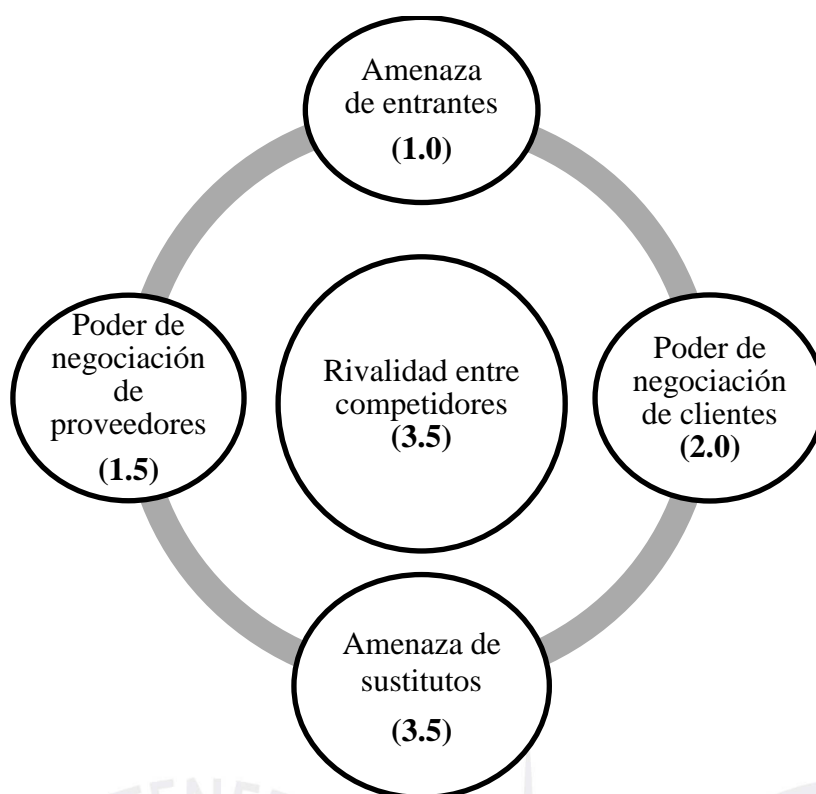 Amenaza
de entrantes
(1.0)
Poder de
negociación
de
proveedores
(1.5)
Rivalidad entre
competidores
(3.5)
Poder de
negociación
de clientes
(2.0)
Amenaza de
sustitutos
(3.5)